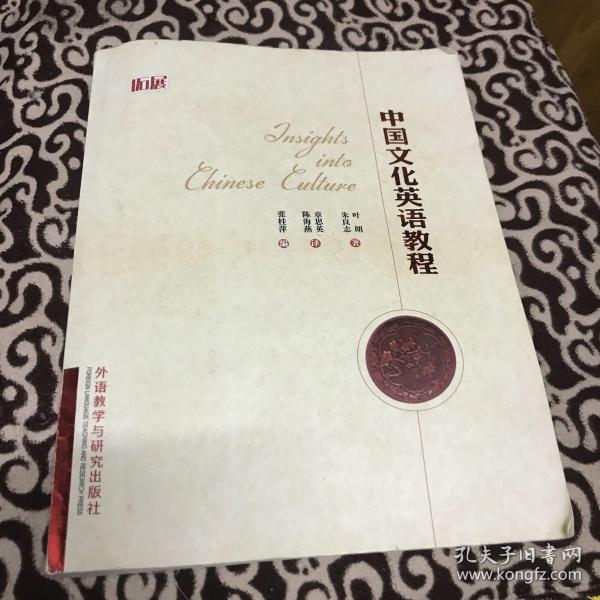 拓展
Insights
into
Chinese Culture
中国文化英语教程
叶朗
朱良志
著
章思英
陈海燕
译
张桂萍
编
外语教学与研究出版社
FOREIGN LANGUAGE TEACHING AND RESEARCH PRESS
孔夫子旧书网
www.kongfz.com